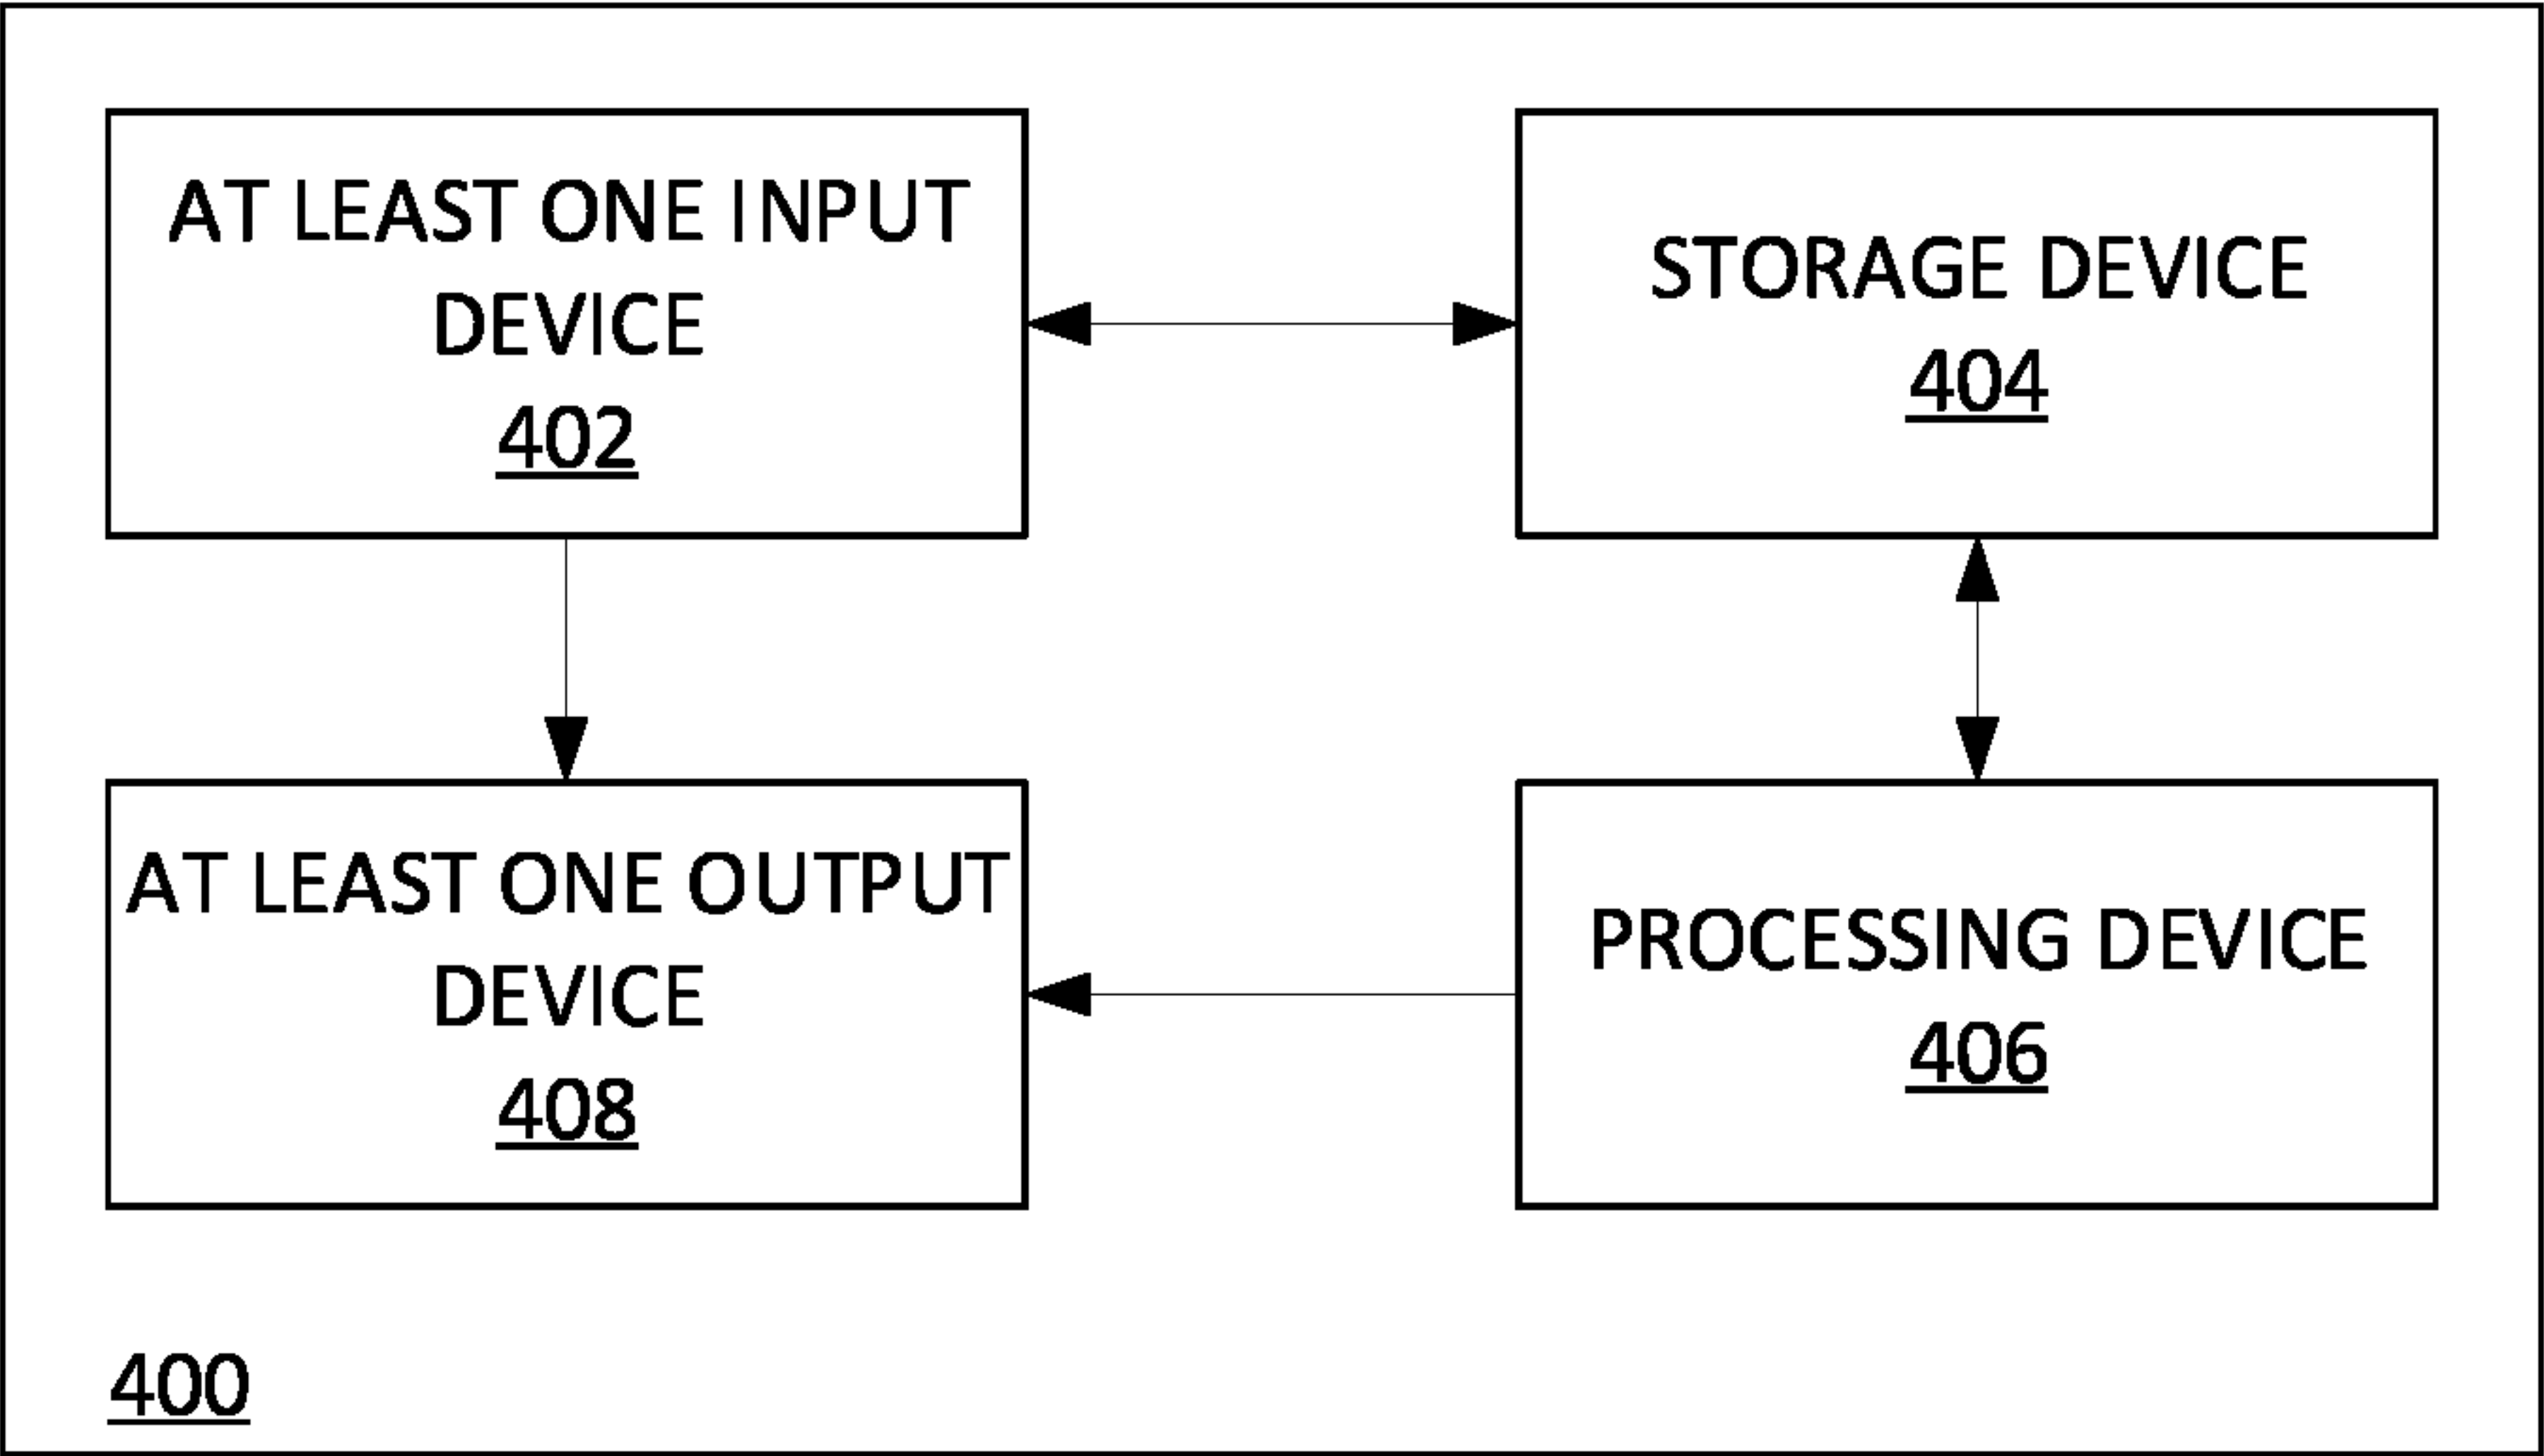 AT LEAST ONE INPUT
DEVICE
402
STORAGE DEVICE
404
AT LEAST ONE OUTPUT
DEVICE
408
PROCESSING DEVICE
406
400